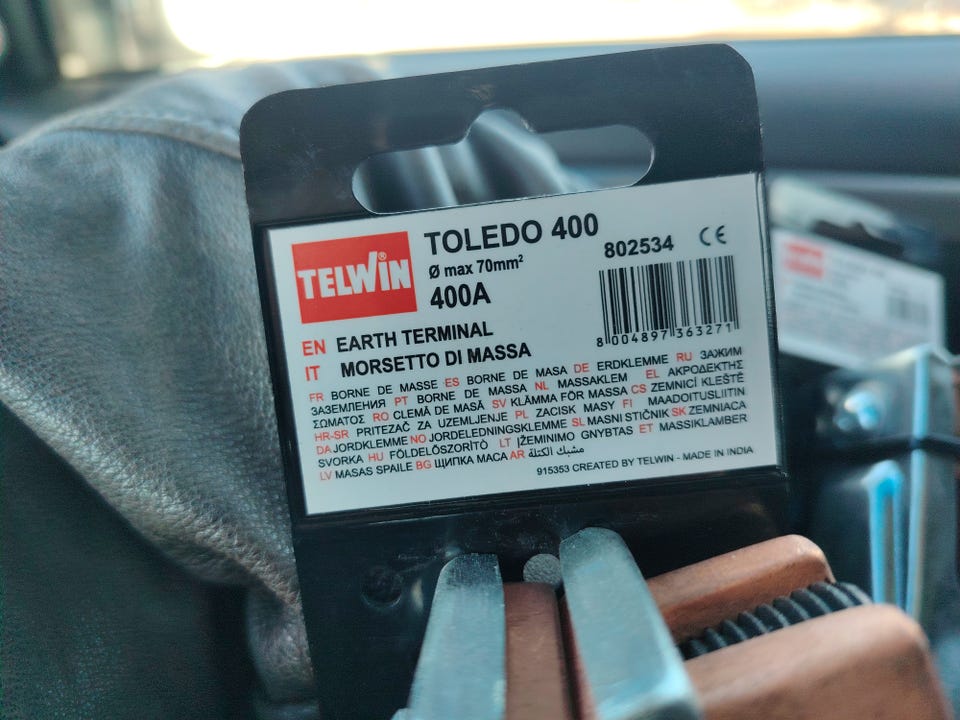 TELWIN®
TOLEDO 400
Ø max 70mm²
400A
802534 CE
8 004897 363271
EN EARTH TERMINAL
IT MORSETTO DI MASSA
FR BORNE DE MASSE ES BORNE DE MASA DE ERDKLEMME RU ЗАЖИМ
ЗАЗЕМЛЕНИЯ PT BORNE DE MASSA NL MASSAKLEM EL ΑΚΡΟΔΕΚΤΗΣ
ΣΩΜΑΤΟΣ RO CLEMĂ DE MASĂ SV KLÄMMA FÖR MASSA CS ZEMNICÍ KLEŠTĚ
HR-SR PRITEZAČ ZA UZEMLJENJE PL ZACISK MASY FI MAADOITUSLIITIN
DA JORDKLEMME NO JORDELEDNINGSKLEMME SL MASNI STIČNIK SK ZEMNIACA
SVORKA HU FÖLDELŐSZORÍTÓ LT ĮŽEMINIMO GNYBTAS ET MASSIKLAMBER
LV MASAS SPAILE BG ЩИПКА МАСА AR مشبك الكتلة
915353 CREATED BY TELWIN - MADE IN INDIA